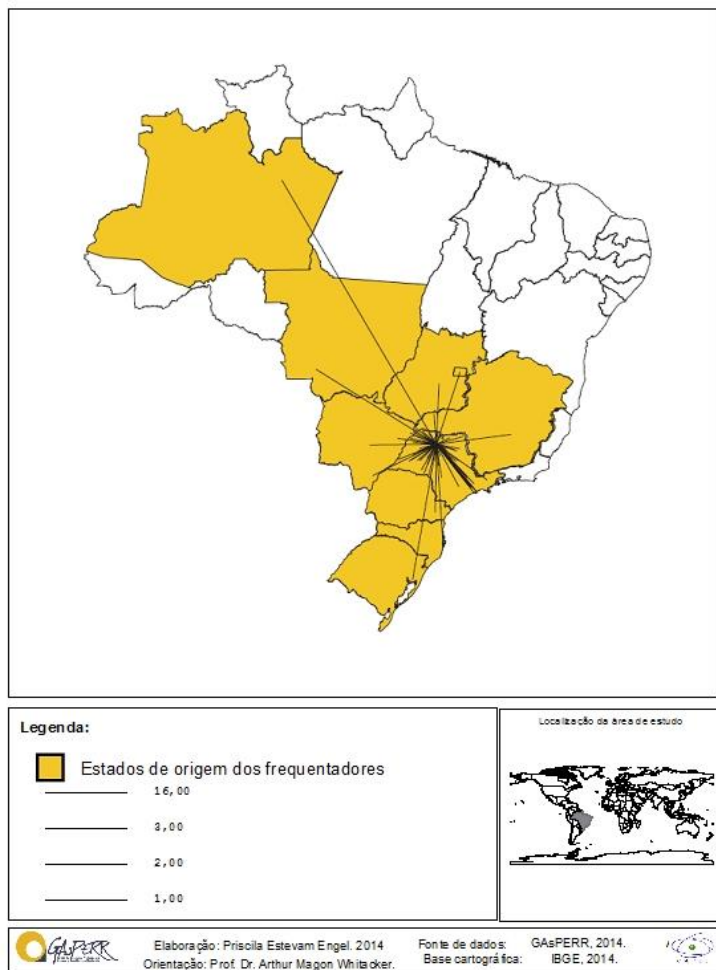 Legenda:
Estados de origem dos frequentadores
16,00
3,00
2,00
1,00
Localização da área de estudo
GAsPERR
Elaboração: Priscila Estevam Engel. 2014
Orientação: Prof. Dr. Arthur Magon Whitacker.
Fonte de dados: GAsPERR, 2014.
Base cartográfica: IBGE, 2014.